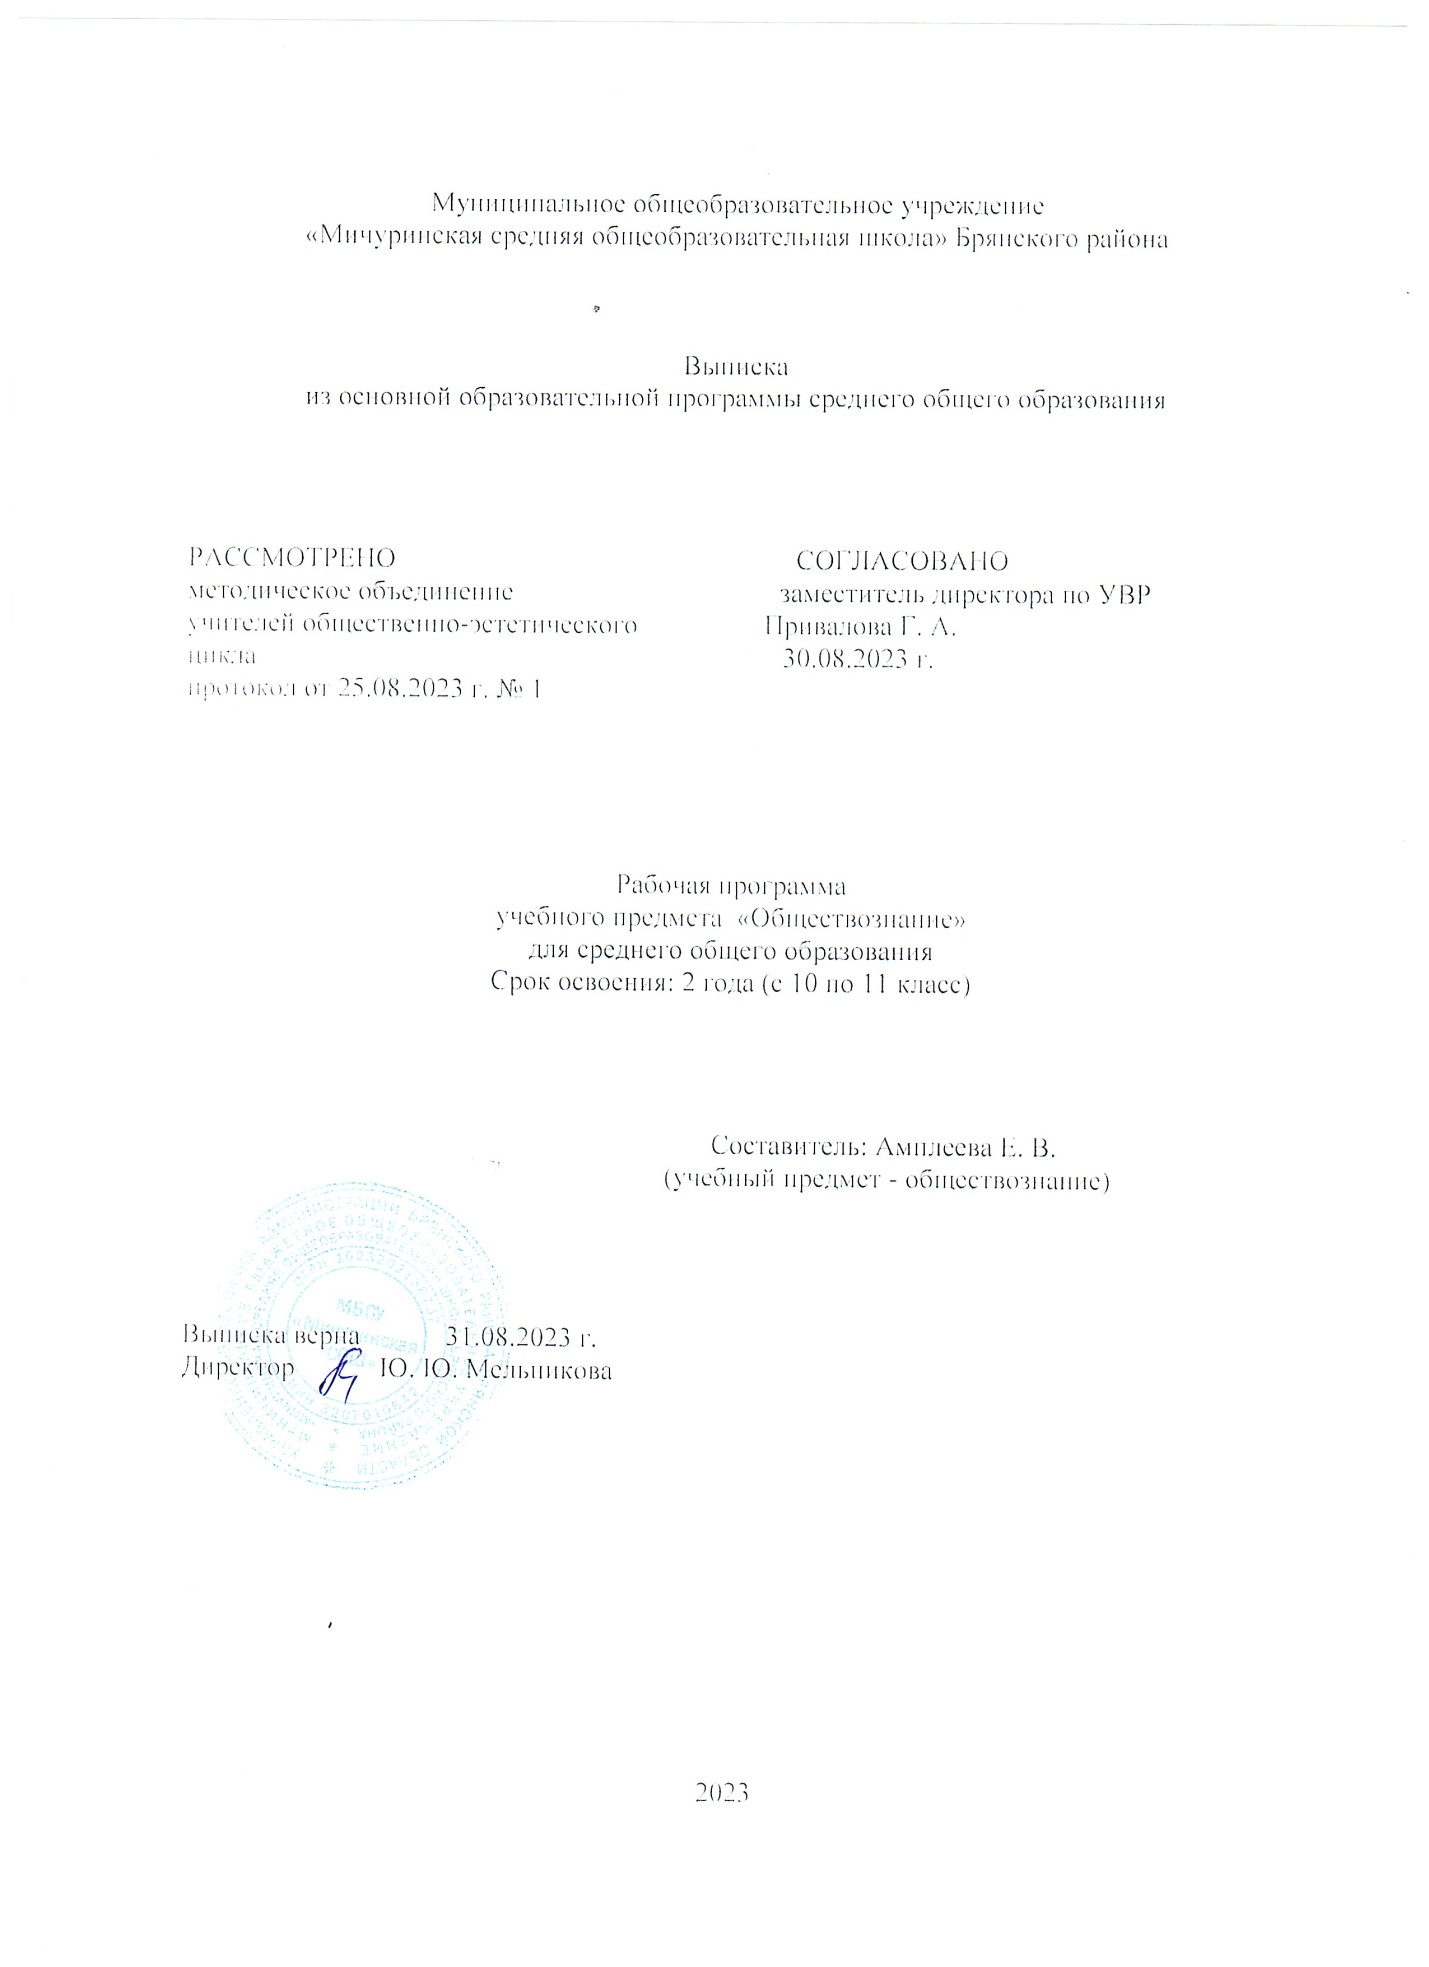 Муниципальное общеобразовательное учреждение
«Мичуринская средняя общеобразовательная школа» Брянского района
Выписка
из основной образовательной программы среднего общего образования
РАССМОТРЕНО
методическое объединение
учителей общественно-эстетического
цикла
протокол от 25.08.2023 г. № 1
СОГЛАСОВАНО
заместитель директора по УВР
Привалова Г. А.
30.08.2023 г.
Рабочая программа
учебного предмета «Обществознание»
для среднего общего образования
Срок освоения: 2 года (с 10 по 11 класс)
Составитель: Амплеева Е. В.
(учебный предмет - обществознание)
МБОУ
Выписка верна 31.08.2023 г.
Директор Ю. Ю. Мельникова
2023